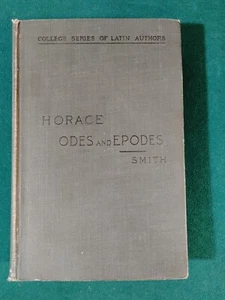 COLLEGE SERIES OF LATIN AUTHORS
HORACE
ODES AND EPODES
SMITH